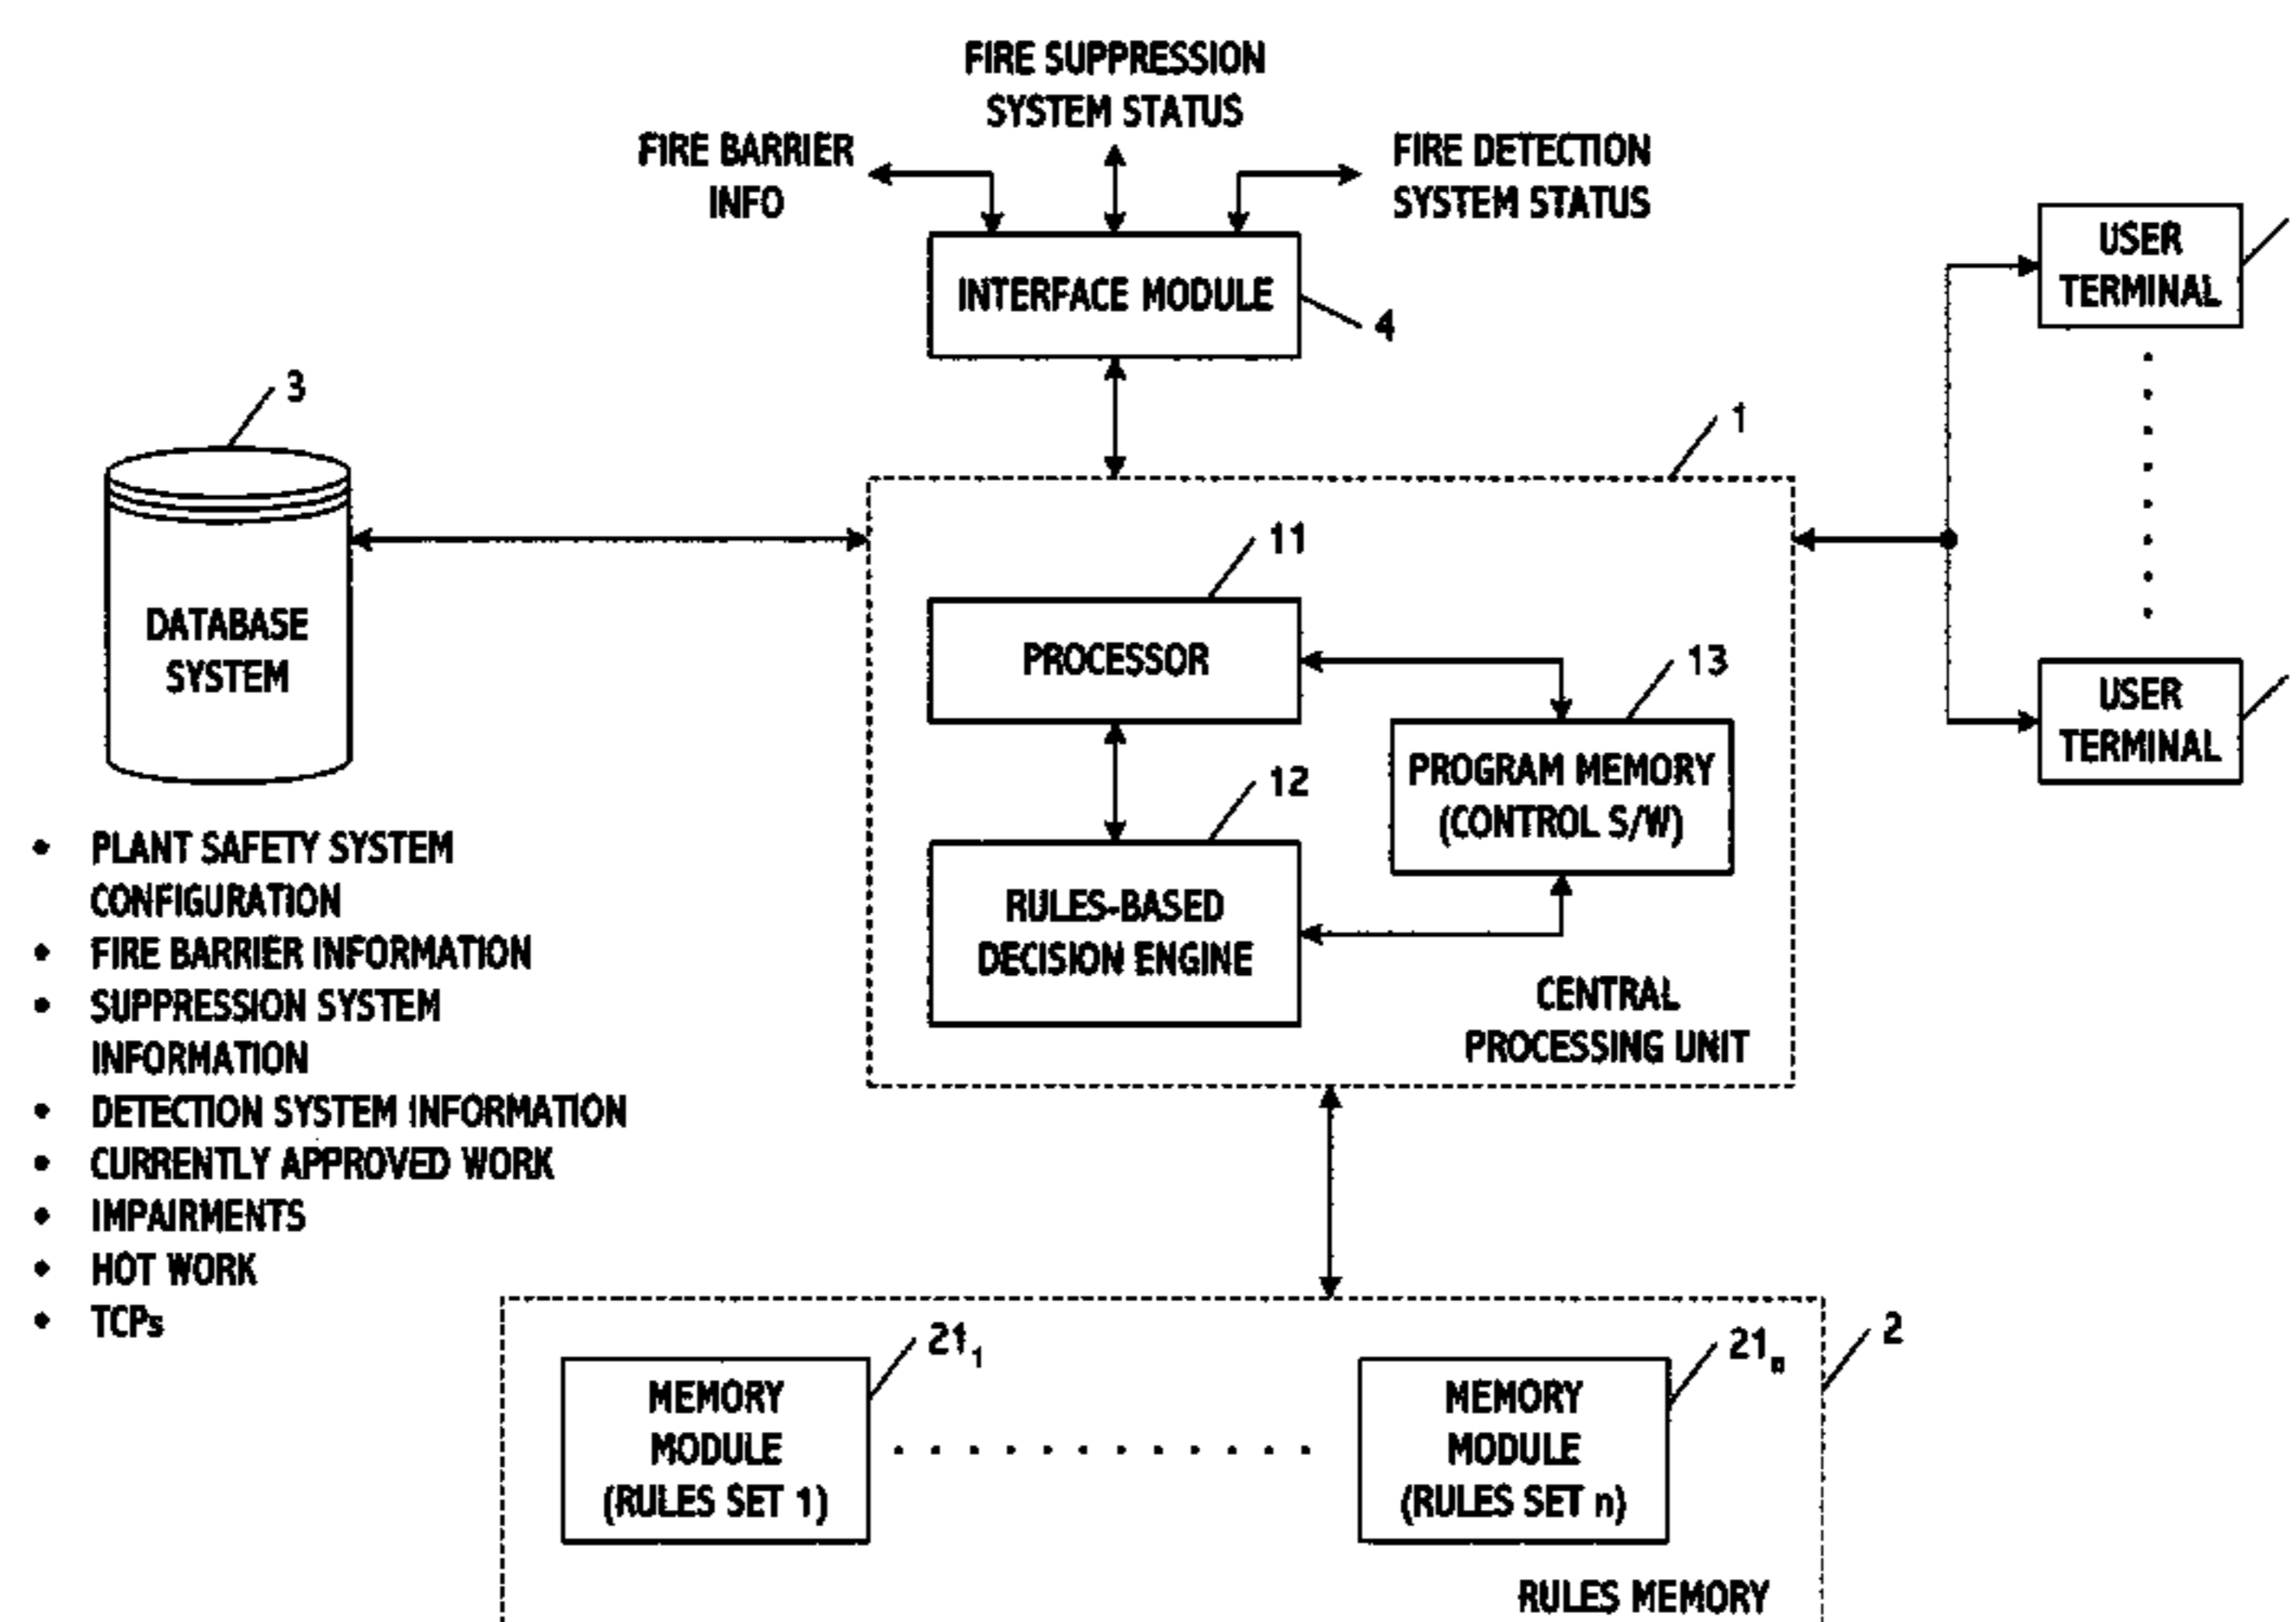 FIRE SUPPRESSION
SYSTEM STATUS
FIRE BARRIER
INFO
FIRE DETECTION
SYSTEM STATUS
INTERFACE MODULE
4
USER
TERMINAL
3
1
DATABASE
SYSTEM
11
PROCESSOR
13
PROGRAM MEMORY
(CONTROL S/W)
USER
TERMINAL
12
RULES-BASED
DECISION ENGINE
CENTRAL
PROCESSING UNIT
• PLANT SAFETY SYSTEM
CONFIGURATION
• FIRE BARRIER INFORMATION
• SUPPRESSION SYSTEM
INFORMATION
• DETECTION SYSTEM INFORMATION
• CURRENTLY APPROVED WORK
• IMPAIRMENTS
• HOT WORK
• TCPs
21₁
MEMORY
MODULE
(RULES SET 1)
21ₙ
MEMORY
MODULE
(RULES SET n)
2
RULES MEMORY